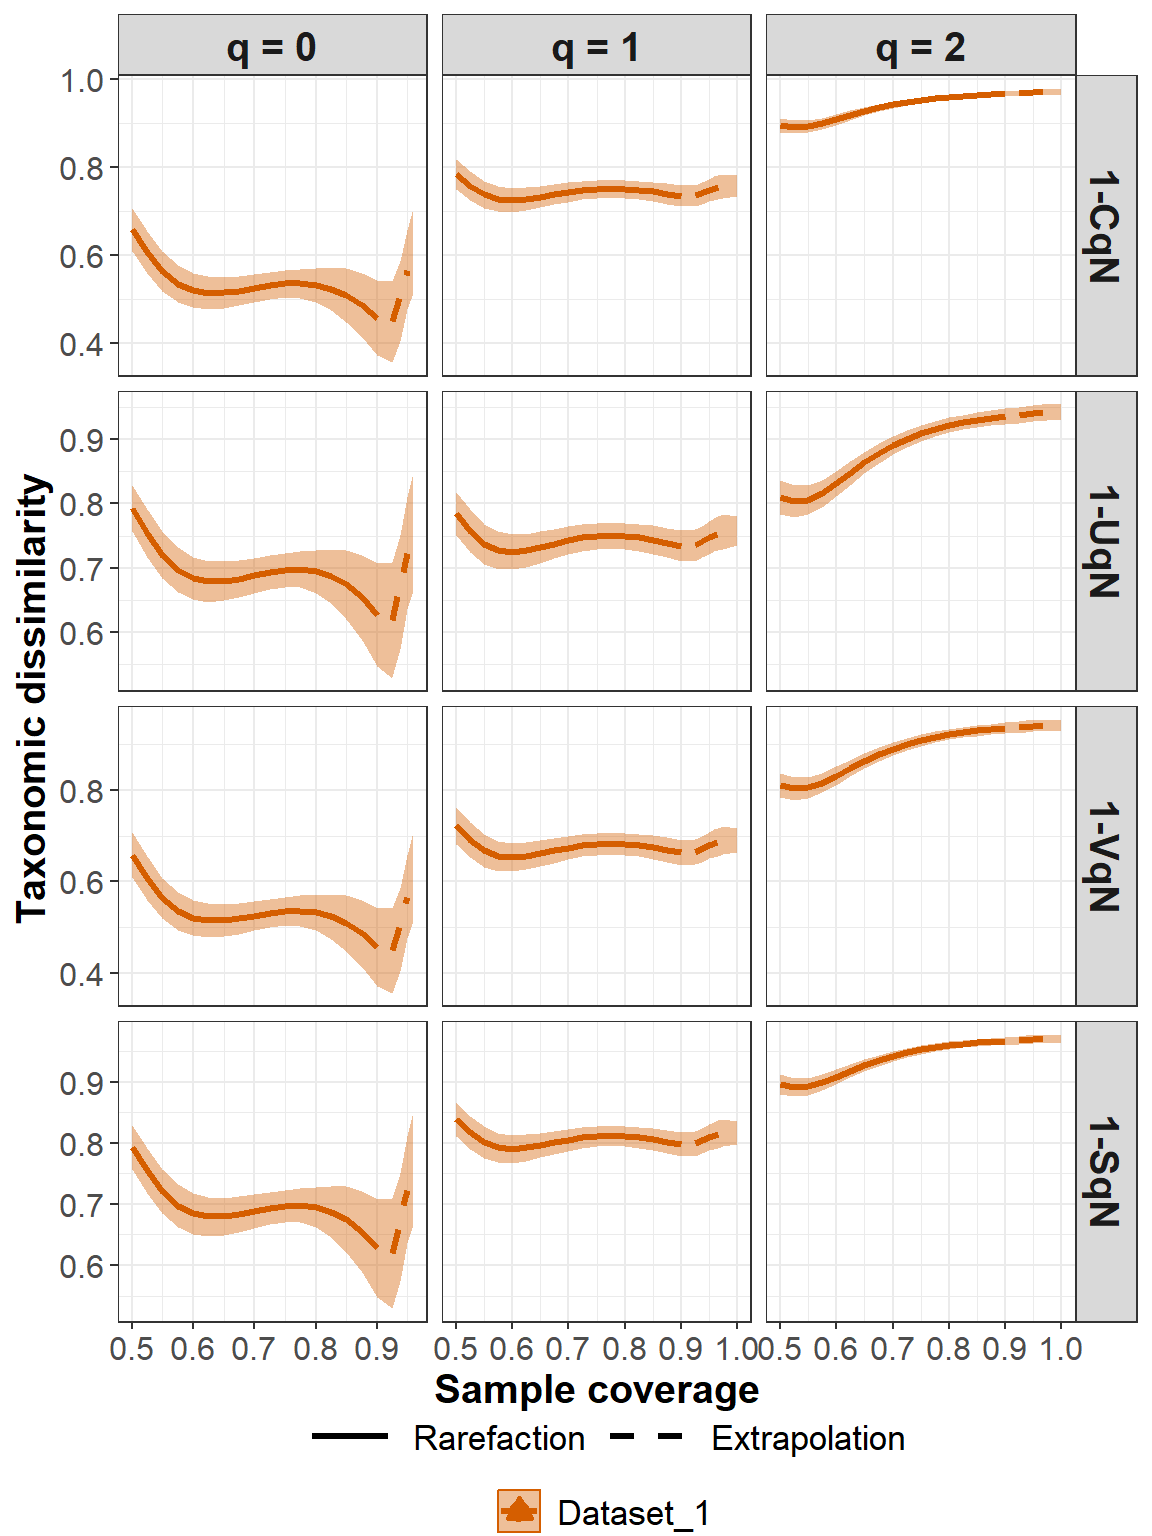 q = 0 q = 1 q = 2
1.0
0.8
0.6
0.4
1-CqN
0.9
0.8
0.7
0.6
1-UqN
Taxonomic dissimilarity
0.8
0.6
0.4
1-VqN
0.9
0.8
0.7
0.6
1-SqN
0.5 0.6 0.7 0.8 0.9 0.5 0.6 0.7 0.8 0.9 1.0 0.5 0.6 0.7 0.8 0.9 1.0
Sample coverage
Rarefaction Extrapolation
Dataset_1